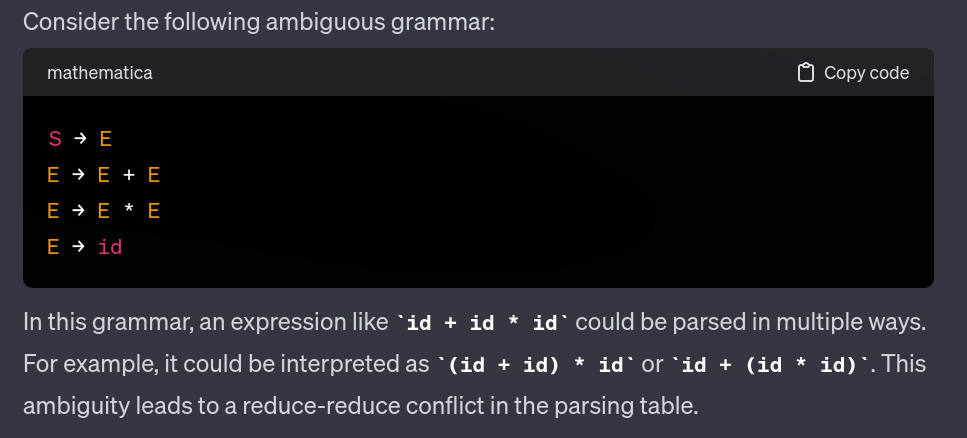 Consider the following ambiguous grammar:
mathematica Copy code
S → E
E → E + E
E → E * E
E → id
In this grammar, an expression like `id + id * id` could be parsed in multiple ways.
For example, it could be interpreted as `(id + id) * id` or `id + (id * id)`. This
ambiguity leads to a reduce-reduce conflict in the parsing table.